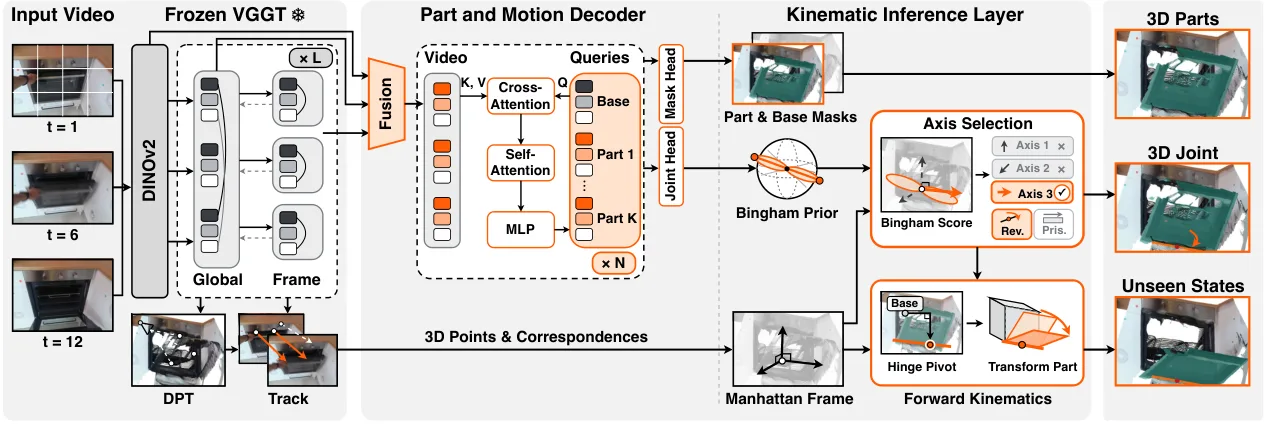 Input Video
t = 1
t = 6
t = 12
DINOv2
Frozen VGGT ❄
× L
Global
Frame
DPT
Track
Fusion
Part and Motion Decoder
Video
K, V
Cross-
Attention
Q
Self-
Attention
MLP
Queries
Base
Part 1
⋮
Part K
× N
Mask Head
Joint Head
3D Points & Correspondences
Kinematic Inference Layer
Part & Base Masks
Bingham Prior
Manhattan Frame
Axis Selection
Bingham Score
Axis 1 ×
Axis 2 ×
Axis 3 ✓
Rev.
Pris.
Base
Hinge Pivot
Transform Part
Forward Kinematics
3D Parts
3D Joint
Unseen States